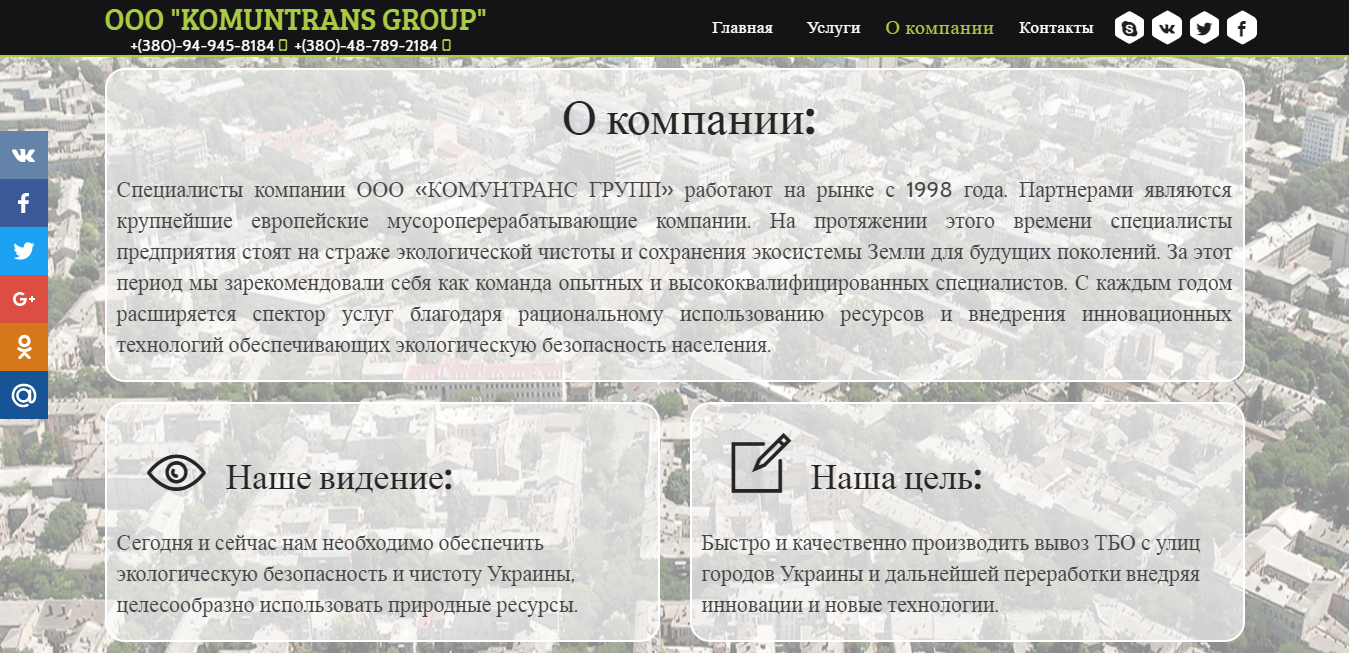 ООО "KOMUNTRANS GROUP"
+(380)-94-945-8184 +(380)-48-789-2184
Главная Услуги О компании Контакты
О компании:
Специалисты компании ООО «КОМУНТРАНС ГРУПП» работают на рынке с 1998 года. Партнерами являются
крупнейшие европейские мусороперерабатывающие компании. На протяжении этого времени специалисты
предприятия стоят на страже экологической чистоты и сохранения экосистемы Земли для будущих поколений. За этот
период мы зарекомендовали себя как команда опытных и высококвалифицированных специалистов. С каждым годом
расширяется спектор услуг благодаря рациональному использованию ресурсов и внедрения инновационных
технологий обеспечивающих экологическую безопасность населения.
Наше видение:
Сегодня и сейчас нам необходимо обеспечить
экологическую безопасность и чистоту Украины,
целесообразно использовать природные ресурсы.
Наша цель:
Быстро и качественно производить вывоз ТБО с улиц
городов Украины и дальнейшей переработки внедряя
инновации и новые технологии.